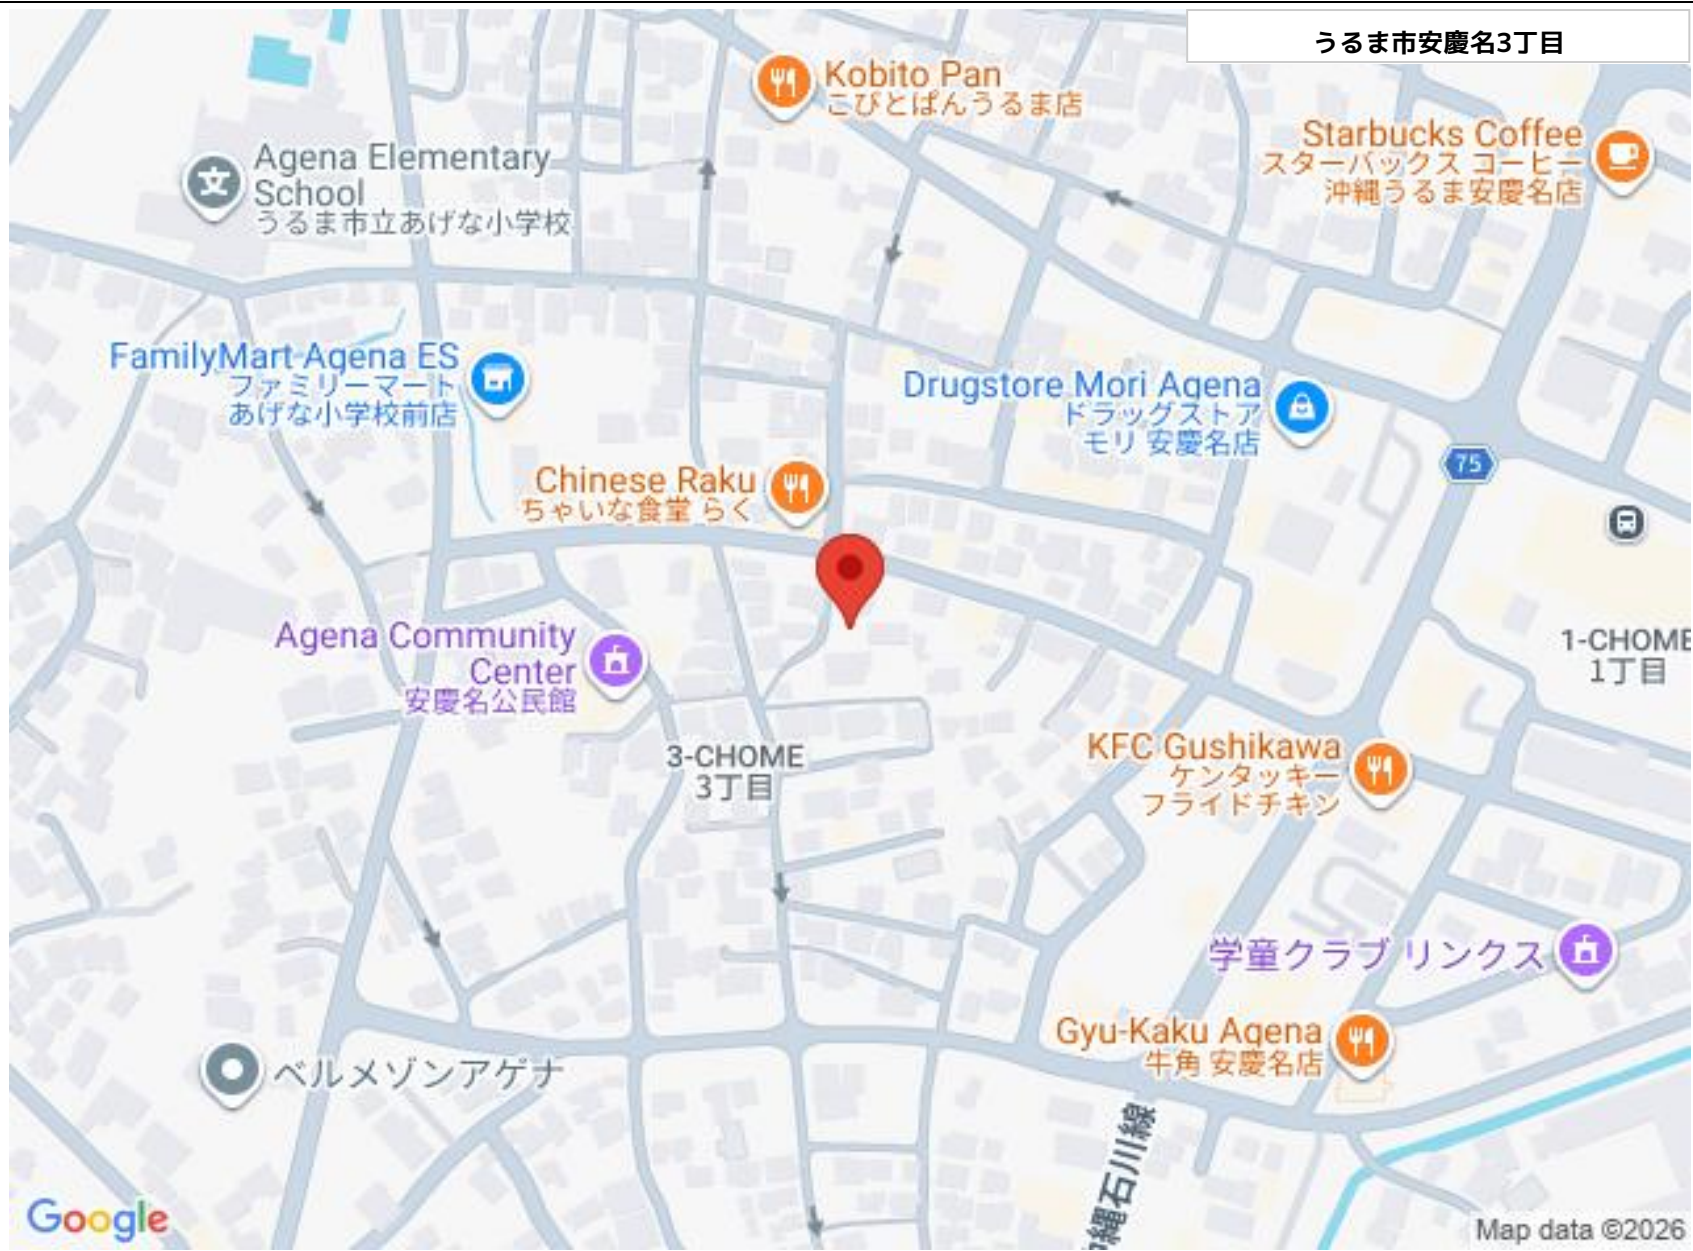 うるま市安慶名3丁目
Kobito Pan
こびとぱんうるま店
Starbucks Coffee
スターバックス コーヒー
沖縄うるま安慶名店
Agena Elementary
School
うるま市立あげな小学校
FamilyMart Agena ES
ファミリーマート
あげな小学校前店
Drugstore Mori Agena
ドラッグストア
モリ 安慶名店
75
Chinese Raku
ちゃいな食堂 らく
Agena Community
Center
安慶名公民館
1-CHOME
1丁目
3-CHOME
3丁目
KFC Gushikawa
ケンタッキー
フライドチキン
学童クラブ リンクス
Gyu-Kaku Agena
牛角 安慶名店
ベルメゾンアゲナ
沖縄石川線
Google
Map data ©2026